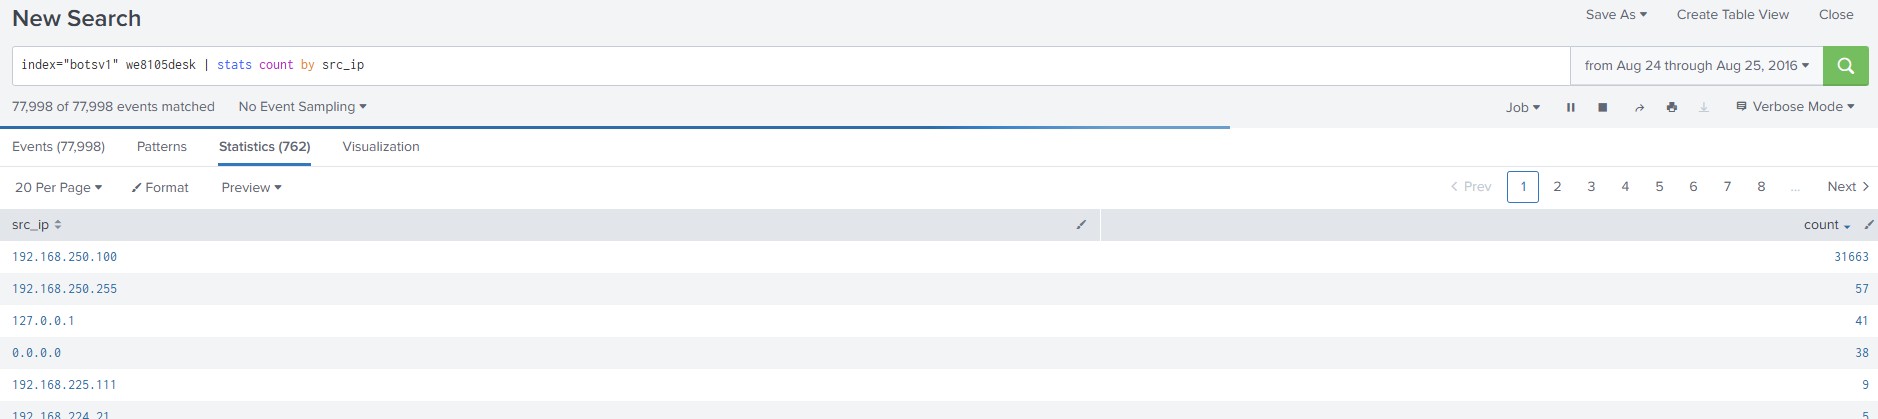 New Search
Save As Create Table View Close
index="botsv1" we8105desk | stats count by src_ip
from Aug 24 through Aug 25, 2016
77,998 of 77,998 events matched No Event Sampling
Job Verbose Mode
Events (77,998) Patterns Statistics (762) Visualization
20 Per Page Format Preview
< Prev 1 2 3 4 5 6 7 8 ... Next >
src_ip count
192.168.250.100 31663
192.168.250.255 57
127.0.0.1 41
0.0.0.0 38
192.168.225.111 9
192.168.224.21 5